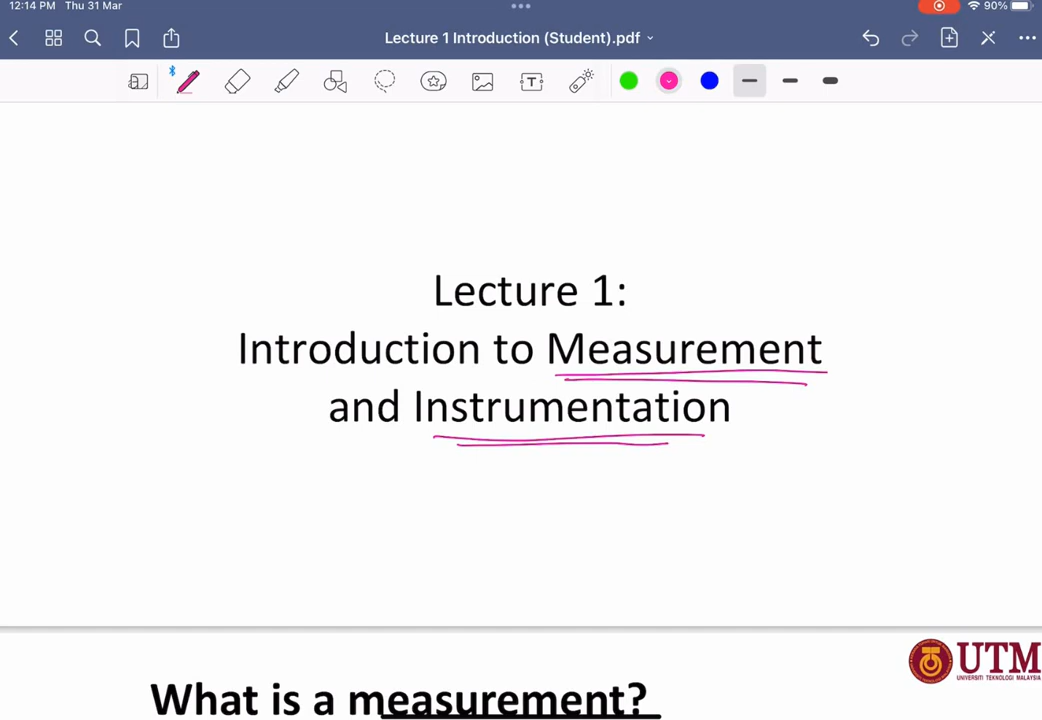 12:14 PM Thu 31 Mar
90%
Lecture 1 Introduction (Student).pdf
T
Lecture 1:
Introduction to Measurement
and Instrumentation
UTM
UNIVERSITI TEKNOLOGI MALAYSIA
What is a measurement?